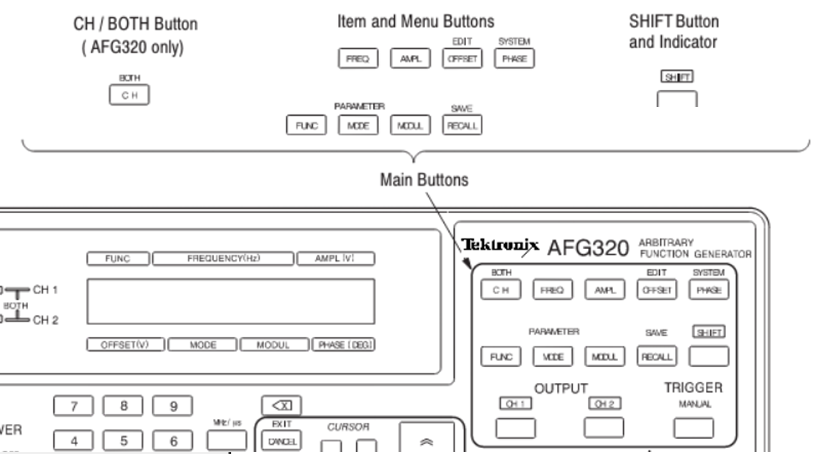 CH / BOTH Button
( AFG320 only)
Item and Menu Buttons
SHIFT Button
and Indicator
BOTH
CH
EDIT SYSTEM
FREQ AMPL OFFSET PHASE
SHIFT
PARAMETER SAVE
FUNC MODE MODUL RECALL
Main Buttons
Tektronix AFG320 ARBITRARY
FUNCTION GENERATOR
FUNC FREQUENCY(Hz) AMPL (V)
BOTH EDIT SYSTEM
CH FREQ AMPL OFFSET PHASE
CH 1
BOTH
CH 2
PARAMETER SAVE SHIFT
OFFSET(V) MODE MODUL PHASE (DEG)
FUNC MODE MODUL RECALL
OUTPUT TRIGGER
CH 1 CH 2 MANUAL
7 8 9
MHz/ µs
EXIT
CURSOR
4 5 6
CANCEL